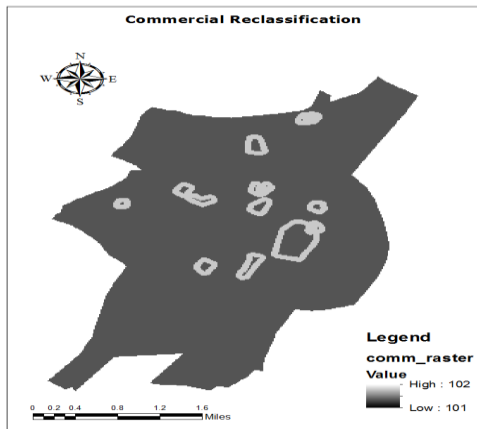 Commercial Reclassification
N
W E
S
Legend
comm_raster
Value
High : 102
Low : 101
0 0.2 0.4 0.8 1.2 1.6
Miles